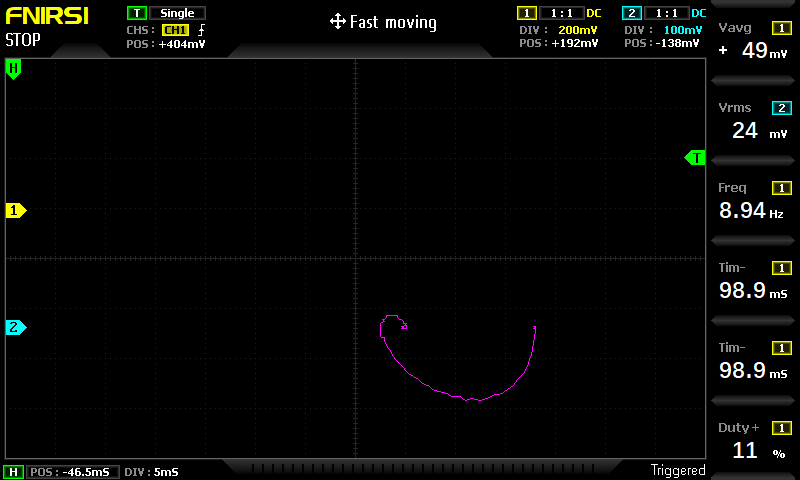 FNIRSI T Single 1 1:1 DC 2 1:1 DC
STOP CHS: CH1 Fast moving DIV: 200mV DIV: 100mV
POS: +404mV POS: +192mV POS: -138mV
Vavg 1
+ 49 mV
H
Vrms 2
24 mV
T
Freq 1
8.94 Hz
1
Tim- 1
98.9 mS
2
Tim- 1
98.9 mS
Duty+ 1
11 %
H POS: -46.5mS DIV: 5mS Triggered